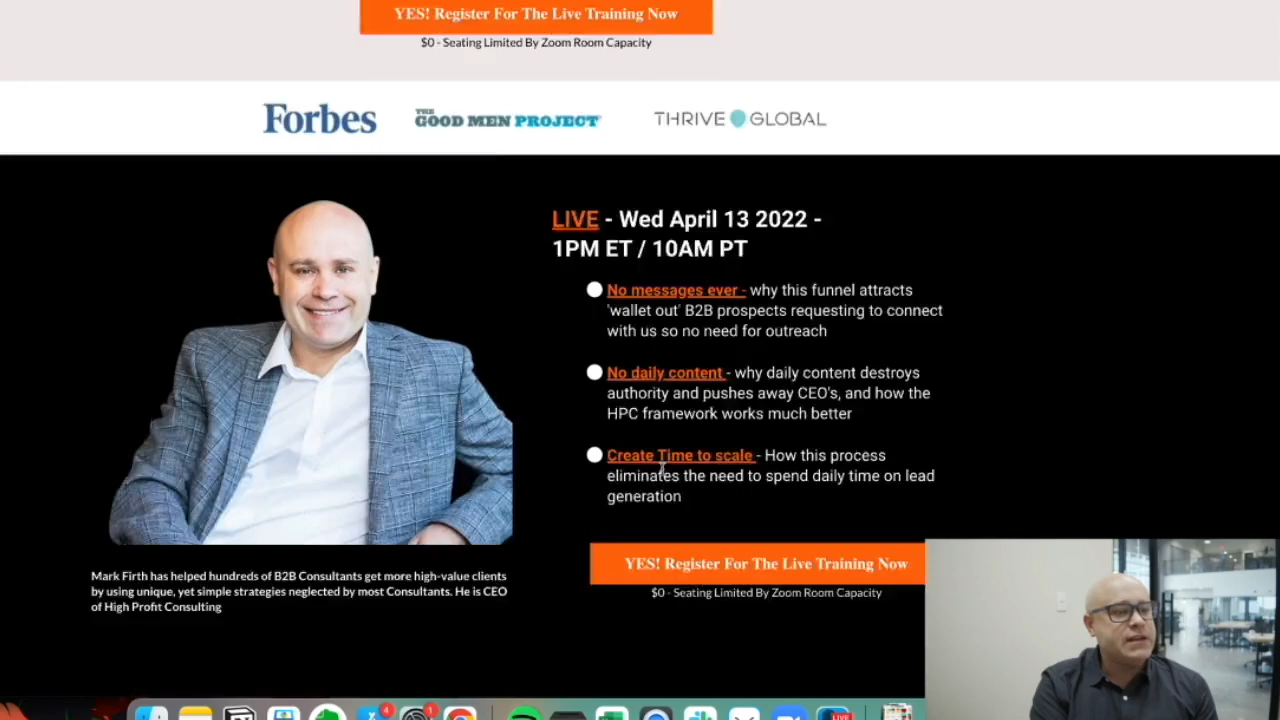 YES! Register For The Live Training Now
$0 - Seating Limited By Zoom Room Capacity
Forbes
THE
GOOD MEN PROJECT
THRIVE GLOBAL
LIVE - Wed April 13 2022 -
1PM ET / 10AM PT
No messages ever - why this funnel attracts
'wallet out' B2B prospects requesting to connect
with us so no need for outreach
No daily content - why daily content destroys
authority and pushes away CEO's, and how the
HPC framework works much better
Create Time to scale - How this process
eliminates the need to spend daily time on lead
generation
YES! Register For The Live Training Now
$0 - Seating Limited By Zoom Room Capacity
Mark Firth has helped hundreds of B2B Consultants get more high-value clients
by using unique, yet simple strategies neglected by most Consultants. He is CEO
of High Profit Consulting
4
1
LIVE